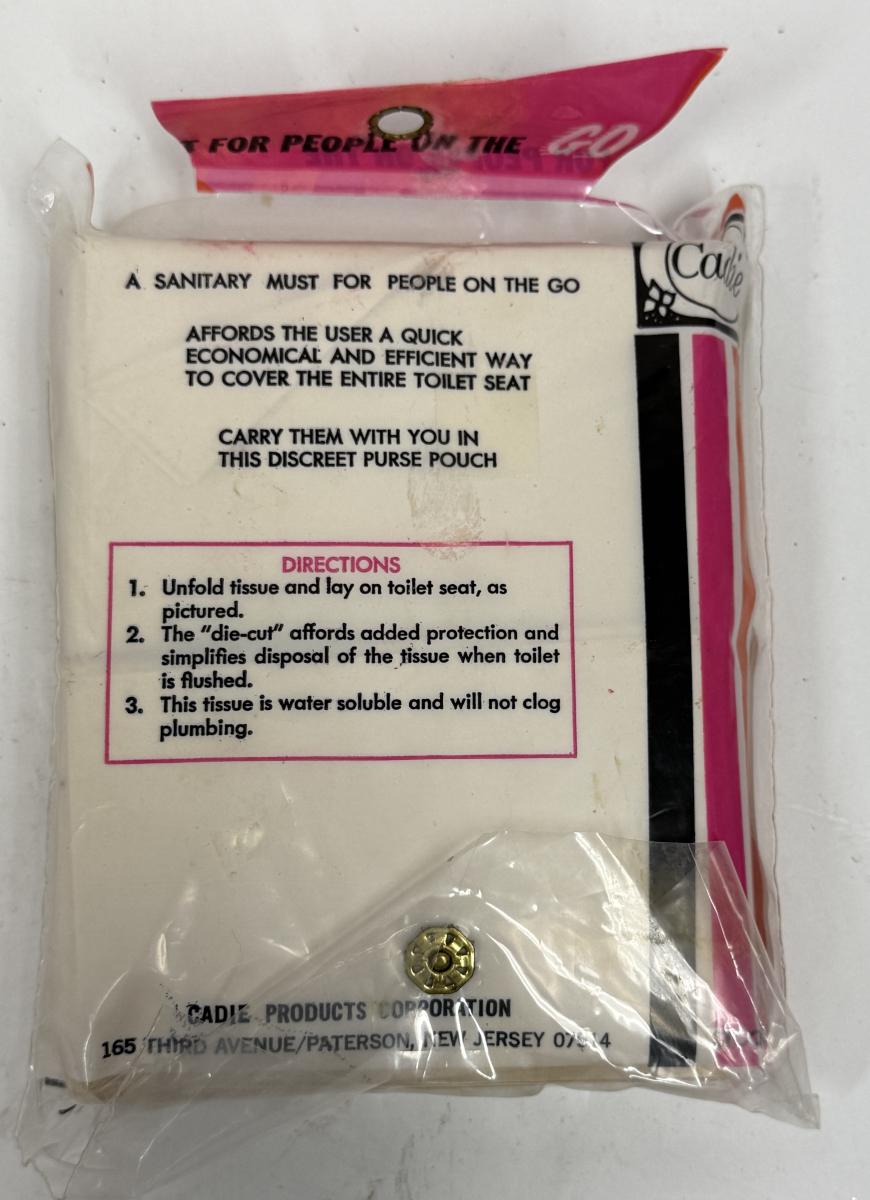 T FOR PEOPLE ON THE GO
A SANITARY MUST FOR PEOPLE ON THE GO
Cadie
AFFORDS THE USER A QUICK
ECONOMICAL AND EFFICIENT WAY
TO COVER THE ENTIRE TOILET SEAT
CARRY THEM WITH YOU IN
THIS DISCREET PURSE POUCH
DIRECTIONS
1. Unfold tissue and lay on toilet seat, as
pictured.
2. The "die-cut" affords added protection and
simplifies disposal of the tissue when toilet
is flushed.
3. This tissue is water soluble and will not clog
plumbing.
CADIE PRODUCTS CORPORATION
165 THIRD AVENUE/PATERSON, NEW JERSEY 07514